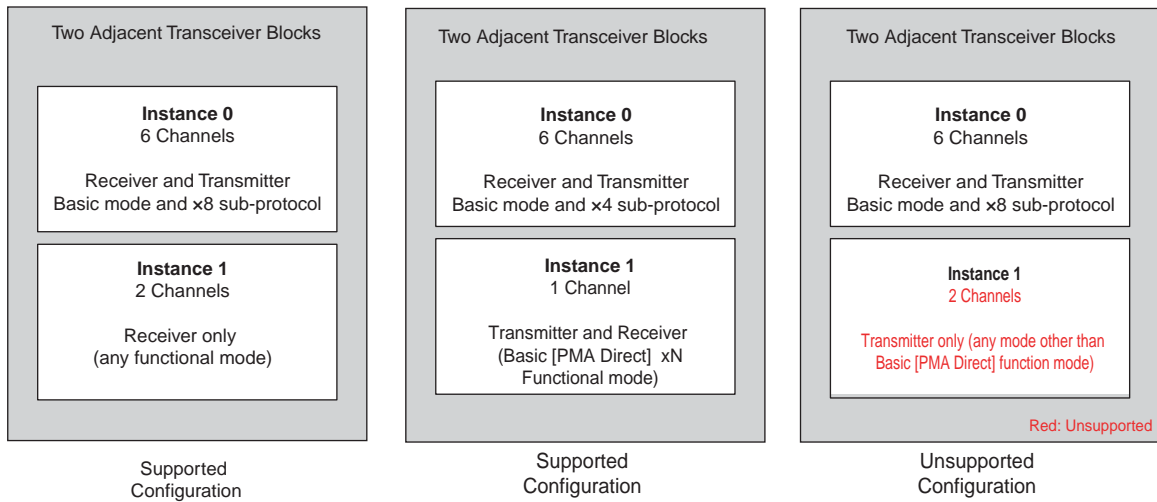 Two Adjacent Transceiver Blocks
Instance 0
6 Channels
Receiver and Transmitter
Basic mode and ×8 sub-protocol
Instance 1
2 Channels
Receiver only
(any functional mode)
Supported
Configuration
Two Adjacent Transceiver Blocks
Instance 0
6 Channels
Receiver and Transmitter
Basic mode and ×4 sub-protocol
Instance 1
1 Channel
Transmitter and Receiver
(Basic [PMA Direct] xN
Functional mode)
Supported
Configuration
Two Adjacent Transceiver Blocks
Instance 0
6 Channels
Receiver and Transmitter
Basic mode and ×8 sub-protocol
Instance 1
2 Channels
Transmitter only (any mode other than
Basic [PMA Direct] function mode)
Red: Unsupported
Unsupported
Configuration